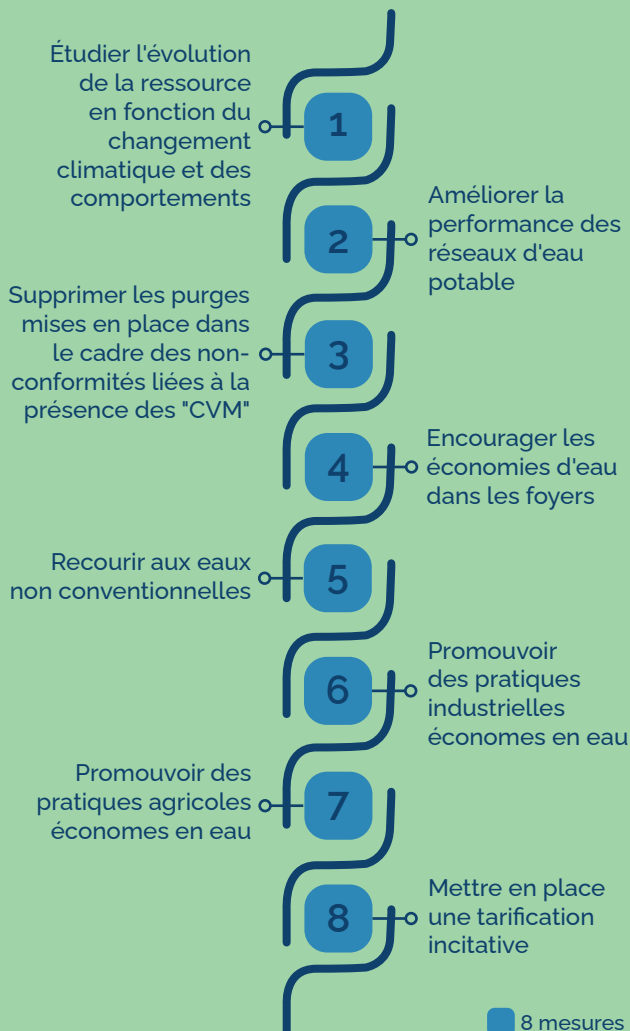 Étudier l'évolution
de la ressource
en fonction du
changement
climatique et des
comportements
1
2
Améliorer la
performance des
réseaux d'eau
potable
Supprimer les purges
mises en place dans
le cadre des non-
conformités liées à la
présence des "CVM"
3
4
Encourager les
économies d'eau
dans les foyers
Recourir aux eaux
non conventionnelles
5
6
Promouvoir
des pratiques
industrielles
économes en eau
Promouvoir des
pratiques agricoles
économes en eau
7
8
Mettre en place
une tarification
incitative
8 mesures